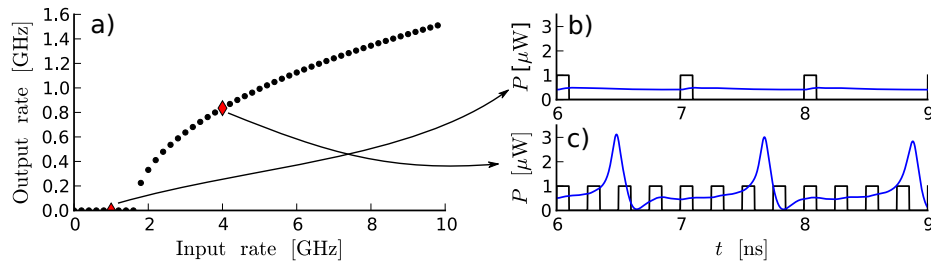 a)
Output rate [GHz]
1.6
1.4
1.2
1.0
0.8
0.6
0.4
0.2
0.0
0 2 4 6 8 10
Input rate [GHz]
b)
P [μW]
3
2
1
0
6 7 8 9
c)
P [μW]
3
2
1
0
6 7 8 9
t [ns]